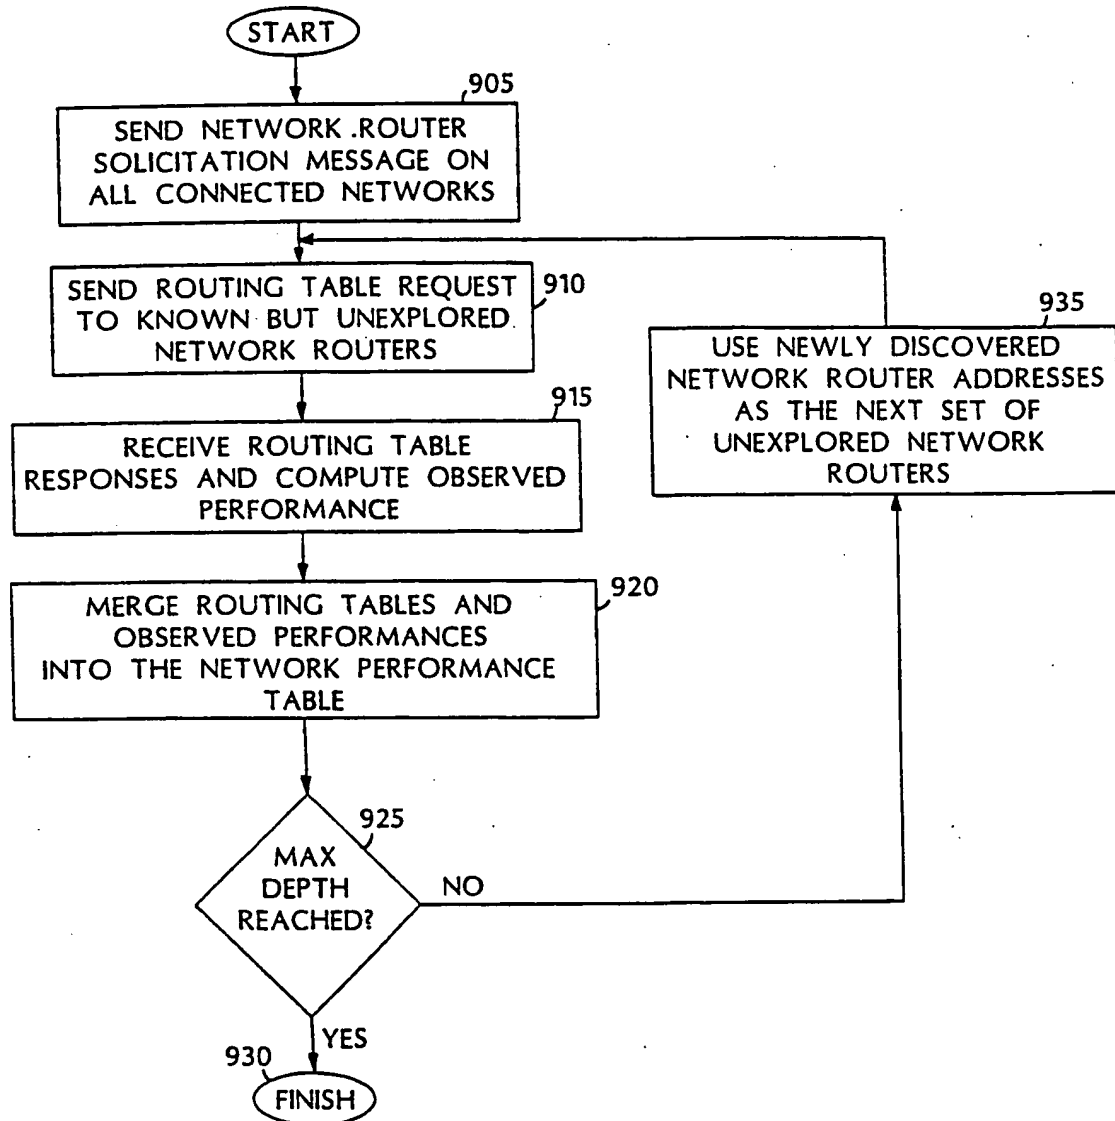 START
905
SEND NETWORK.ROUTER
SOLICITATION MESSAGE ON
ALL CONNECTED NETWORKS
SEND ROUTING TABLE REQUEST
TO KNOWN BUT UNEXPLORED
NETWORK ROUTERS
910
935
USE NEWLY DISCOVERED
NETWORK ROUTER ADDRESSES
AS THE NEXT SET OF
UNEXPLORED NETWORK
ROUTERS
915
RECEIVE ROUTING TABLE
RESPONSES AND COMPUTE OBSERVED
PERFORMANCE
920
MERGE ROUTING TABLES AND
OBSERVED PERFORMANCES
INTO THE NETWORK PERFORMANCE
TABLE
925
MAX
DEPTH
REACHED?
NO
YES
930
FINISH